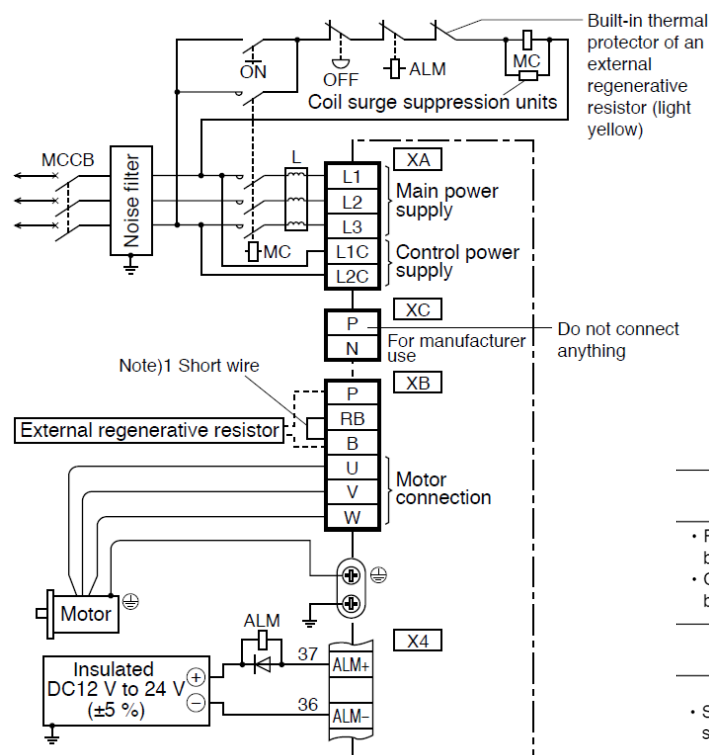 Built-in thermal
protector of an
external
regenerative
resistor (light
yellow)
ON
OFF
ALM
MC
Coil surge suppression units
MCCB
Noise filter
L
MC
XA
L1
L2
L3
Main power
supply
L1C
L2C
Control power
supply
XC
P
N
For manufacturer
use
Do not connect
anything
Note)1 Short wire
XB
P
RB
B
External regenerative resistor
U
V
W
Motor
connection
Motor
ALM
X4
Insulated
DC12 V to 24 V
(±5 %)
+
−
37
ALM+
36
ALM−
・F
b
・C
b
・S
s